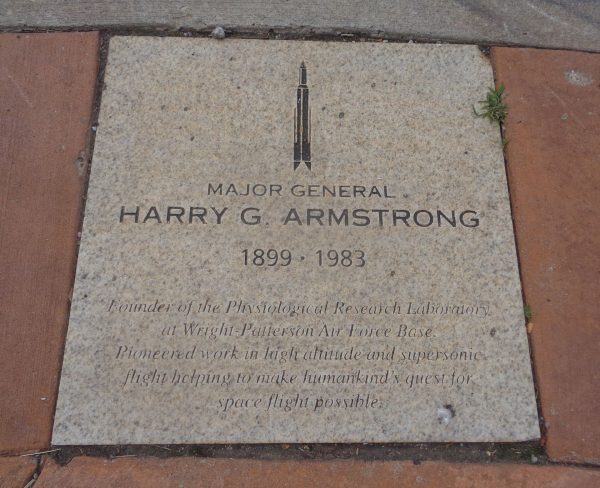 MAJOR GENERAL
HARRY G. ARMSTRONG
1899 · 1983
Founder of the Physiological Research Laboratory
at Wright-Patterson Air Force Base.
Pioneered work in high altitude and supersonic
flight helping to make humankind's quest for
space flight possible.